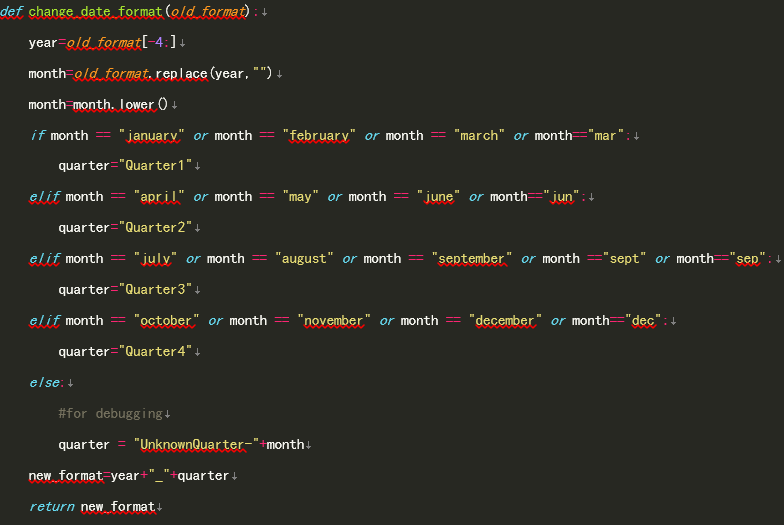 def change_date_format(old_format):↓
year=old_format[-4:]↓
month=old_format.replace(year,"")↓
month=month.lower()↓
if month == "january" or month == "february" or month == "march" or month=="mar":↓
quarter="Quarter1"↓
elif month == "april" or month == "may" or month == "june" or month=="jun":↓
quarter="Quarter2"↓
elif month == "july" or month == "august" or month == "september" or month =="sept" or month=="sep":↓
quarter="Quarter3"↓
elif month == "october" or month == "november" or month == "december" or month=="dec":↓
quarter="Quarter4"↓
else:↓
#for debugging↓
quarter = "UnknownQuarter-"+month↓
new_format=year+"_"+quarter↓
return new_format↓